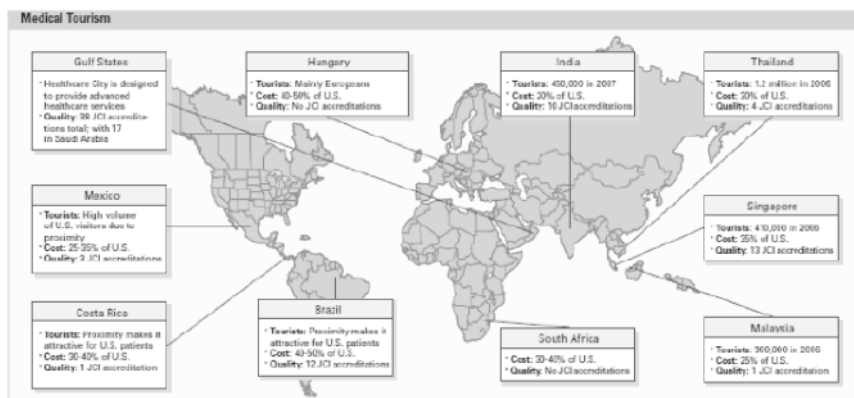 Medical Tourism
Gulf States
* Healthcare City is designed
to provide advanced
healthcare services
* Quality: 38 JCI accredita-
tions total; with 17
in Saudi Arabia
Hungary
* Tourists: Mainly Europeans
* Cost: 40-50% of U.S.
* Quality: No JCI accreditations
India
* Tourists: 450,000 in 2007
* Cost: 20% of U.S.
* Quality: 10 JCI accreditations
Thailand
* Tourists: 1.2 million in 2006
* Cost: 20% of U.S.
* Quality: 4 JCI accreditations
Mexico
* Tourists: High volume
of U.S. visitors due to
proximity
* Cost: 25-35% of U.S.
* Quality: 3 JCI accreditations
Singapore
* Tourists: 410,000 in 2006
* Cost: 35% of U.S.
* Quality: 13 JCI accreditations
Costa Rica
* Tourists: Proximity makes it
attractive for U.S. patients
* Cost: 30-40% of U.S.
* Quality: 1 JCI accreditation
Brazil
* Tourists: Proximity makes it
attractive for U.S. patients
* Cost: 40-50% of U.S.
* Quality: 12 JCI accreditations
South Africa
* Cost: 30-40% of U.S.
* Quality: No JCI accreditations
Malaysia
* Tourists: 300,000 in 2006
* Cost: 25% of U.S.
* Quality: 1 JCI accreditation